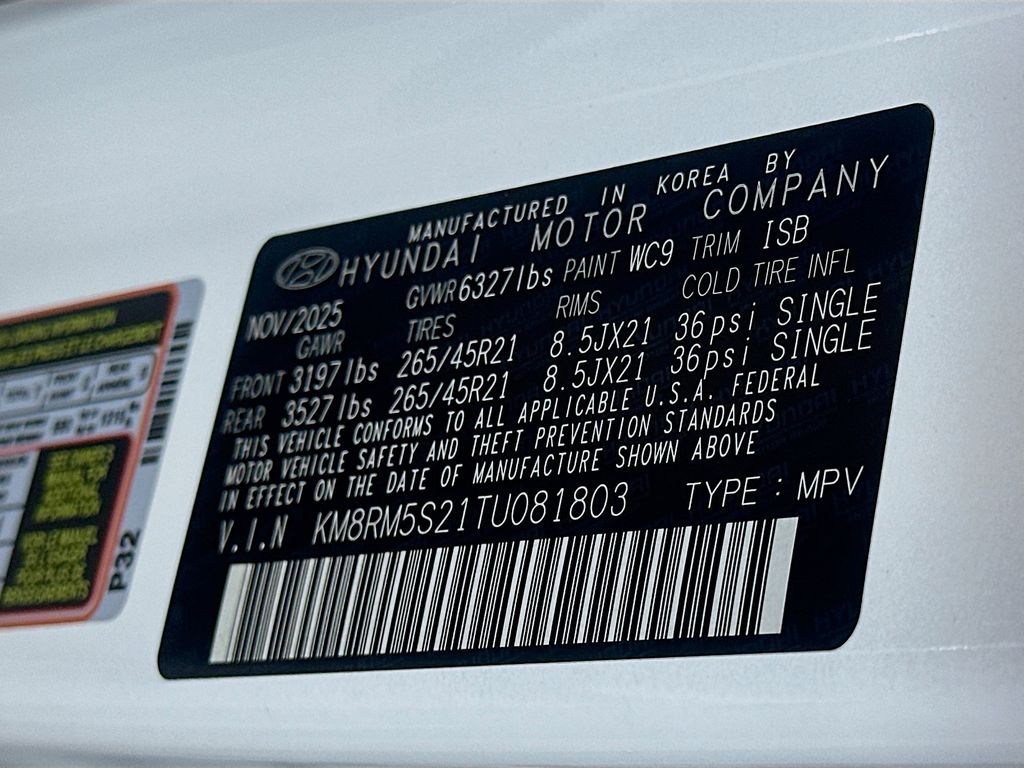 MANUFACTURED IN KOREA BY
HYUNDAI MOTOR COMPANY
NOV/2025 GVWR 6327lbs PAINT WC9 TRIM ISB
GAWR TIRES RIMS COLD TIRE INFL
FRONT 3197lbs 265/45R21 8.5JX21 36psi SINGLE
REAR 3527lbs 265/45R21 8.5JX21 36psi SINGLE
THIS VEHICLE CONFORMS TO ALL APPLICABLE U.S.A. FEDERAL
MOTOR VEHICLE SAFETY AND THEFT PREVENTION STANDARDS
IN EFFECT ON THE DATE OF MANUFACTURE SHOWN ABOVE
V.I.N KM8RM5S21TU081803 TYPE : MPV
P32